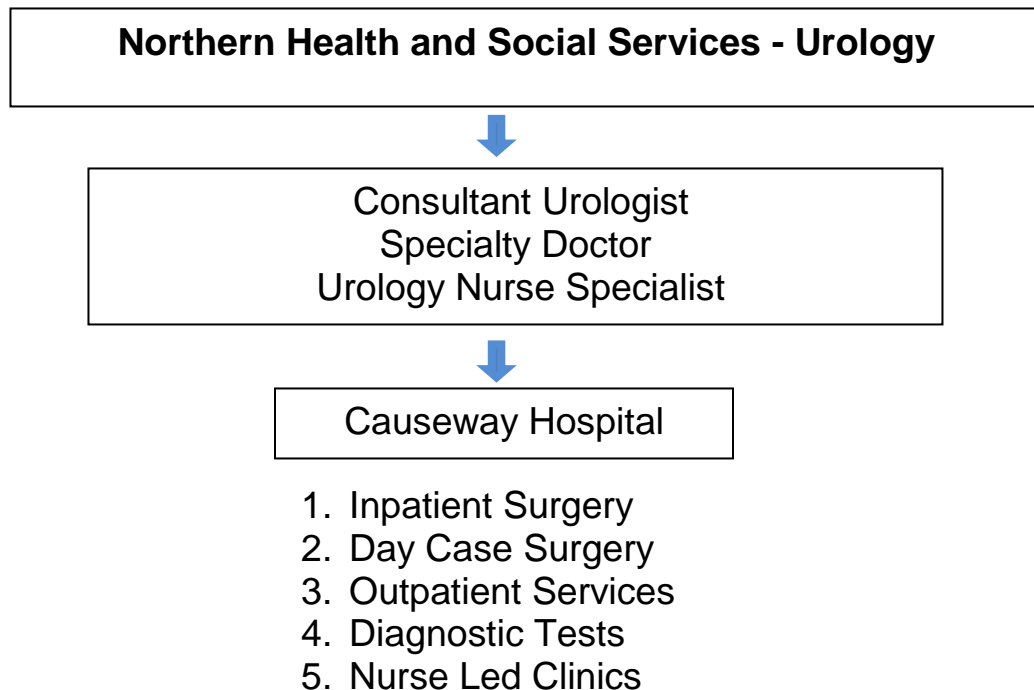 Northern Health and Social Services - Urology
Consultant Urologist
Specialty Doctor
Urology Nurse Specialist
Causeway Hospital
1. Inpatient Surgery
2. Day Case Surgery
3. Outpatient Services
4. Diagnostic Tests
5. Nurse Led Clinics